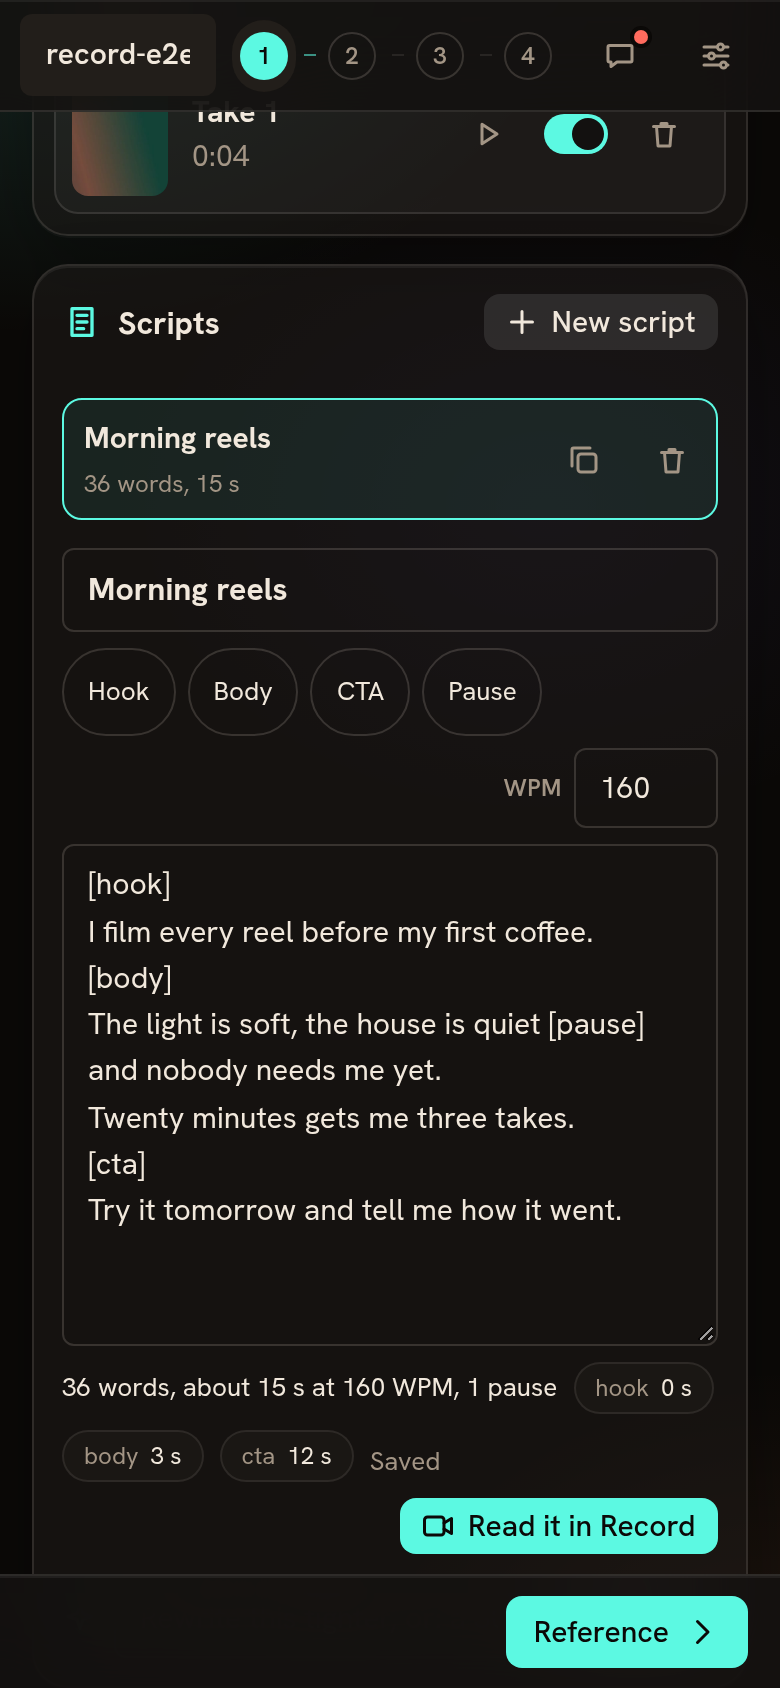 record-e2e
1
2
3
4
Take 1
0:04
Scripts
New script
Morning reels
36 words, 15 s
Morning reels
Hook
Body
CTA
Pause
WPM
160
[hook]
I film every reel before my first coffee.
[body]
The light is soft, the house is quiet [pause]
and nobody needs me yet.
Twenty minutes gets me three takes.
[cta]
Try it tomorrow and tell me how it went.
36 words, about 15 s at 160 WPM, 1 pause
hook 0 s
body 3 s
cta 12 s
Saved
Read it in Record
Reference